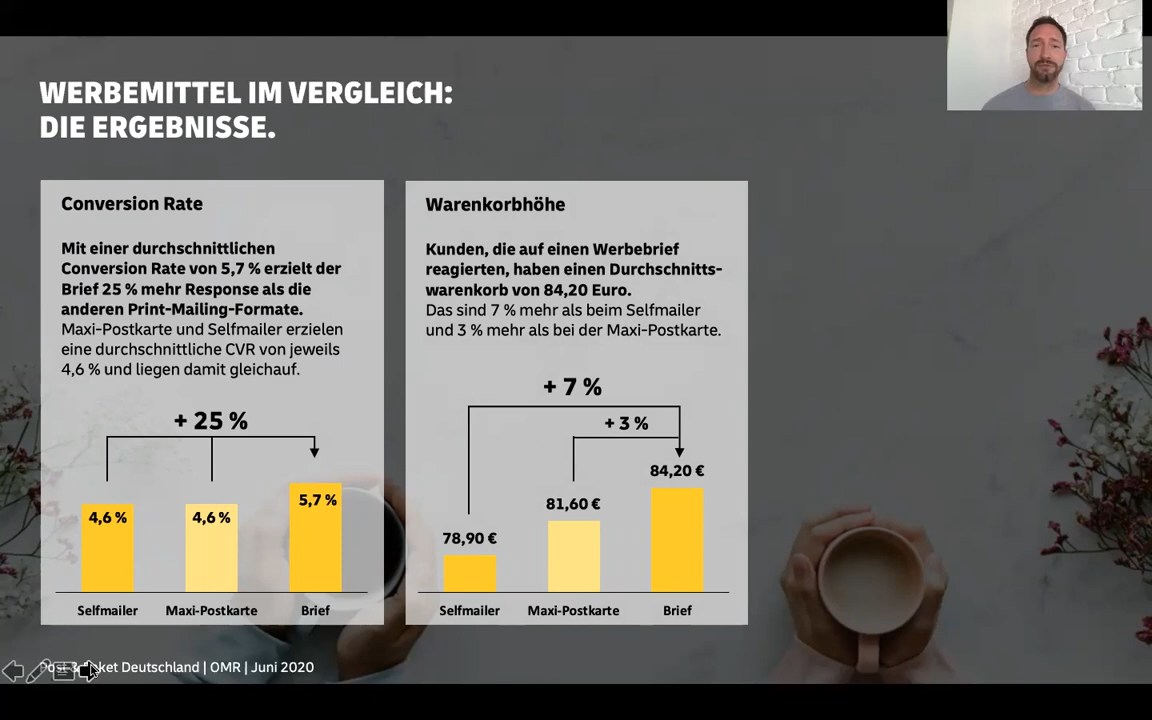 WERBEMITTEL IM VERGLEICH:
DIE ERGEBNISSE.
Conversion Rate
Mit einer durchschnittlichen
Conversion Rate von 5,7 % erzielt der
Brief 25 % mehr Response als die
anderen Print-Mailing-Formate.
Maxi-Postkarte und Selfmailer erzielen
eine durchschnittliche CVR von jeweils
4,6 % und liegen damit gleichauf.
+ 25 %
4,6 %
4,6 %
5,7 %
Selfmailer
Maxi-Postkarte
Brief
Warenkorbhöhe
Kunden, die auf einen Werbebrief
reagierten, haben einen Durchschnitts-
warenkorb von 84,20 Euro.
Das sind 7 % mehr als beim Selfmailer
und 3 % mehr als bei der Maxi-Postkarte.
+ 7 %
+ 3 %
78,90 €
81,60 €
84,20 €
Selfmailer
Maxi-Postkarte
Brief
Deutschland | OMR | Juni 2020